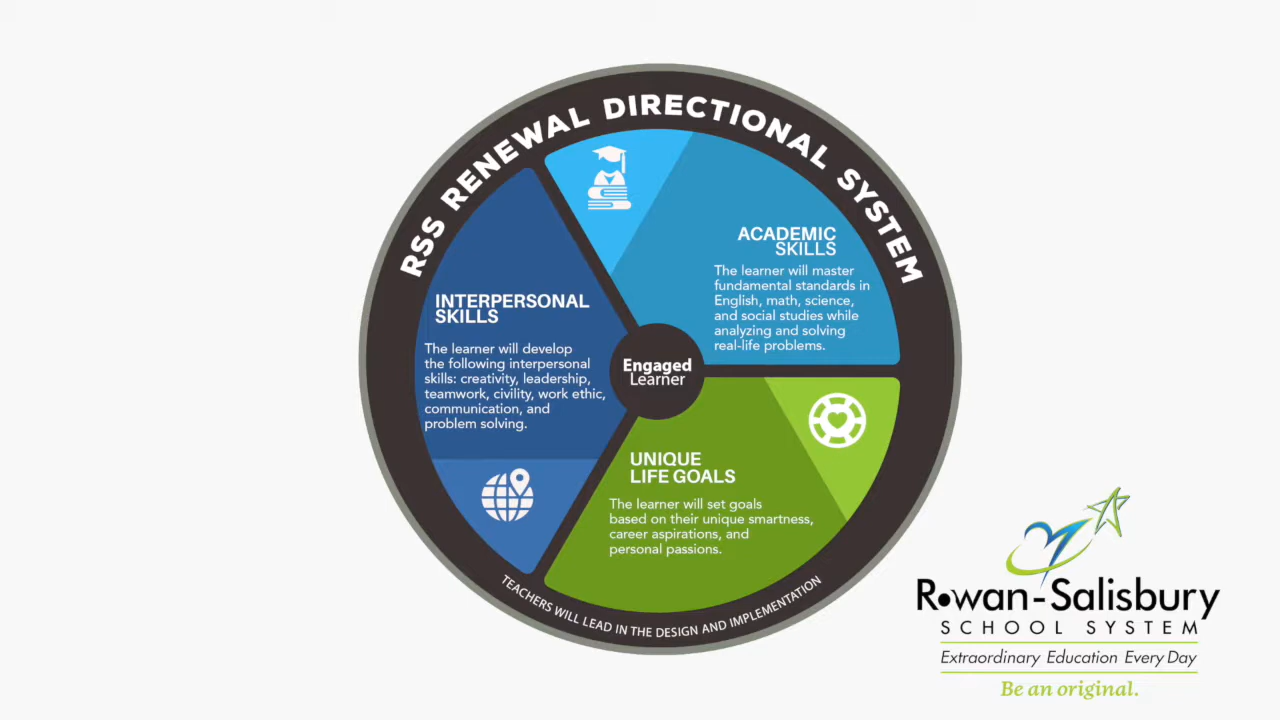 RSS RENEWAL DIRECTIONAL SYSTEM
ACADEMIC
SKILLS
The learner will master
fundamental standards in
English, math, science,
and social studies while
analyzing and solving
real-life problems.
INTERPERSONAL
SKILLS
The learner will develop
the following interpersonal
skills: creativity, leadership,
teamwork, civility, work ethic,
communication, and
problem solving.
Engaged
Learner
UNIQUE
LIFE GOALS
The learner will set goals
based on their unique smartness,
career aspirations, and
personal passions.
TEACHERS WILL LEAD IN THE DESIGN AND IMPLEMENTATION
Rowan-Salisbury
SCHOOL SYSTEM
Extraordinary Education Every Day
Be an original.